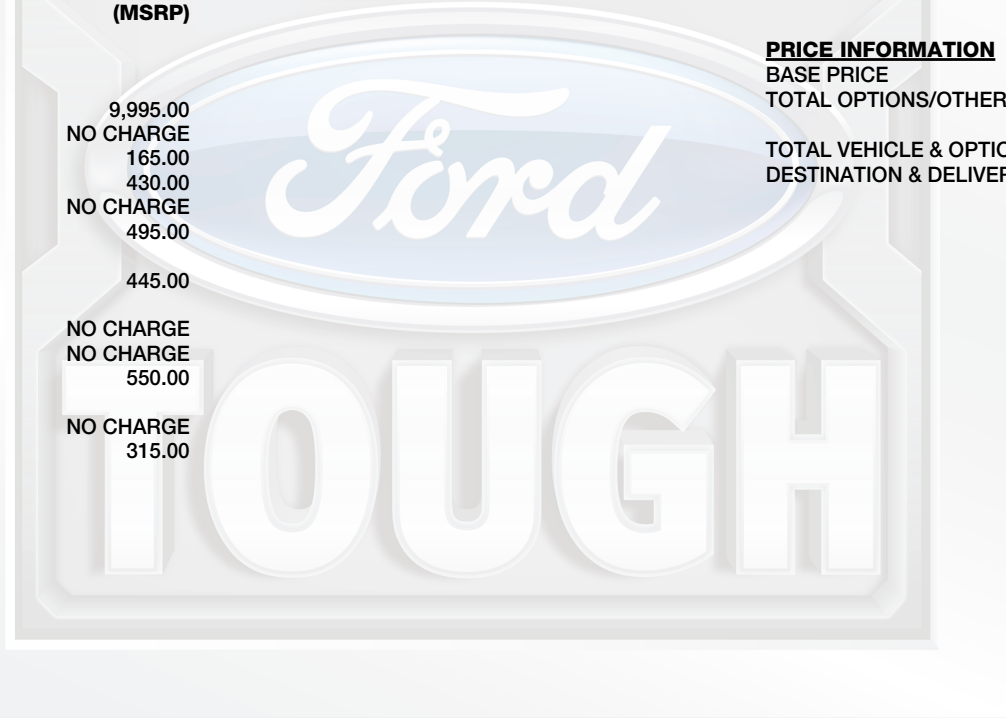 (MSRP)
9,995.00
NO CHARGE
165.00
430.00
NO CHARGE
495.00
445.00
NO CHARGE
NO CHARGE
550.00
NO CHARGE
315.00
PRICE INFORMATION
BASE PRICE
TOTAL OPTIONS/OTHER
TOTAL VEHICLE & OPTIO
DESTINATION & DELIVER
Ford
TOUGH